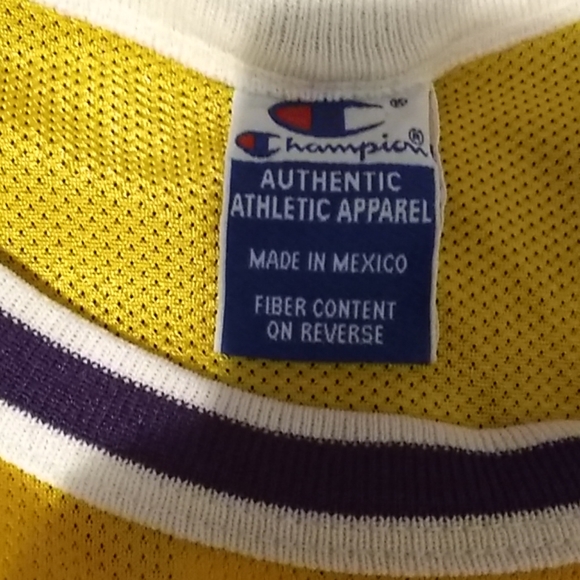 Champion®
AUTHENTIC
ATHLETIC APPAREL
MADE IN MEXICO
FIBER CONTENT
ON REVERSE